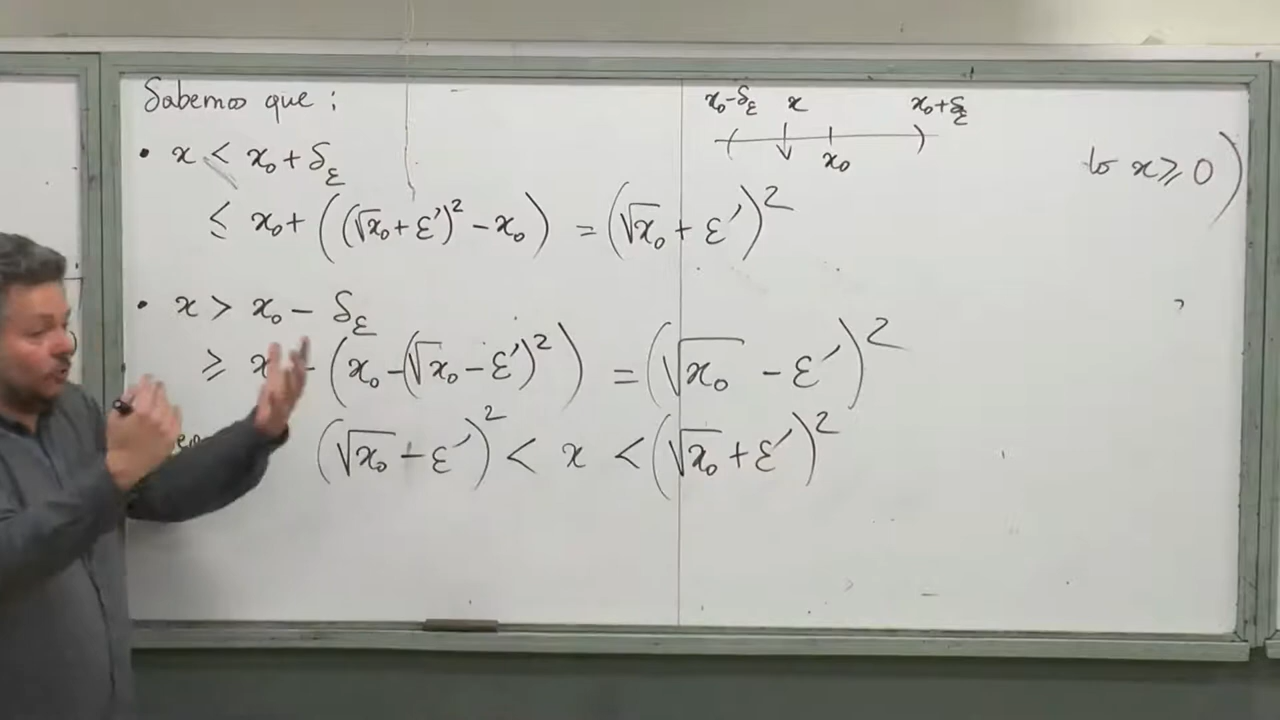 Sabemos que :
• x < x₀ + δ_ε
≤ x₀ + ((√x₀ + ε')² − x₀) = (√x₀ + ε')²
• x > x₀ − δ_ε
≥ x − (x₀ − (√x₀ − ε')²) = (√x₀ − ε')²
(√x₀ − ε')² < x < (√x₀ + ε')²
x₀−δ_ε x x₀+δ_ε
x₀
to x ⩾ 0)